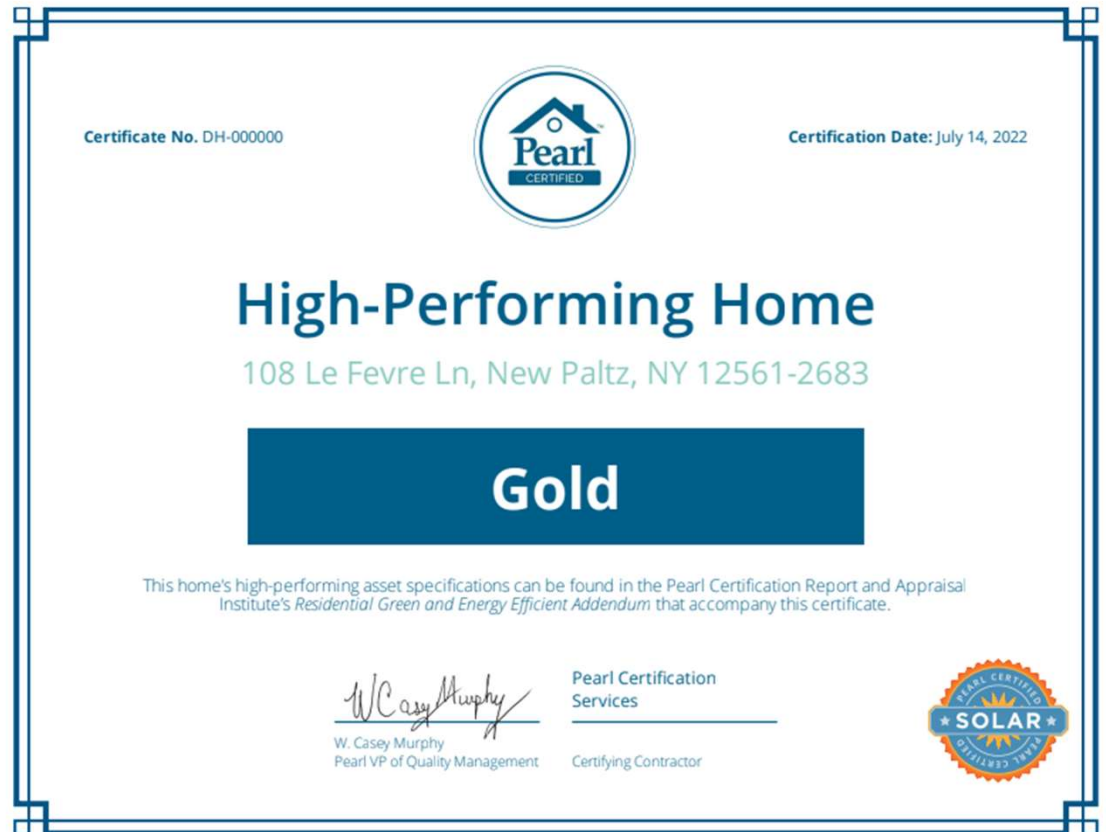 Certificate No. DH-000000
Pearl™
CERTIFIED
Certification Date: July 14, 2022
High-Performing Home
108 Le Fevre Ln, New Paltz, NY 12561-2683
Gold
This home's high-performing asset specifications can be found in the Pearl Certification Report and Appraisal
Institute's Residential Green and Energy Efficient Addendum that accompany this certificate.
W Casey Murphy
W. Casey Murphy
Pearl VP of Quality Management
Pearl Certification
Services
Certifying Contractor
PEARL CERTIFIED
SOLAR
PEARL CERTIFIED